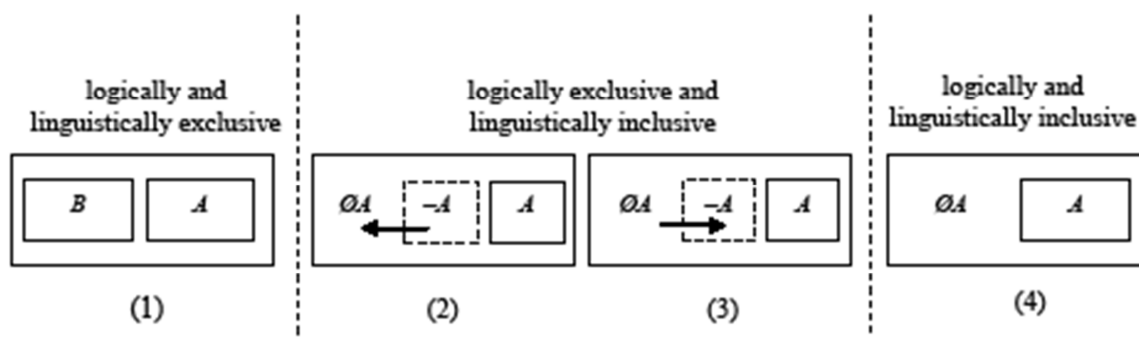 logically and
linguistically exclusive
logically exclusive and
linguistically inclusive
logically and
linguistically inclusive
B A
ØA –A A
ØA –A A
ØA A
(1) (2) (3) (4)